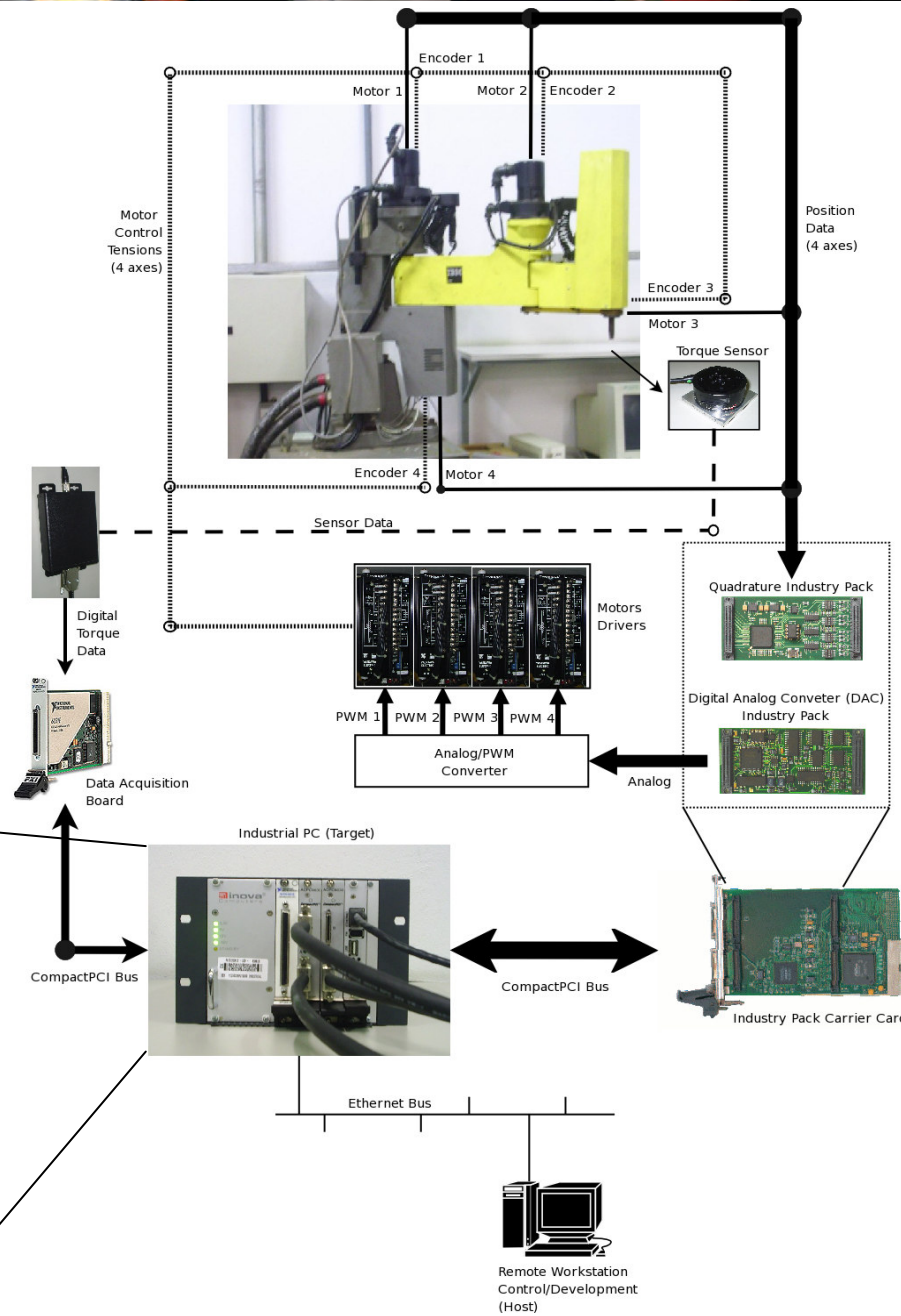 Encoder 1
Motor 1
Motor 2
Encoder 2
Motor
Control
Tensions
(4 axes)
Position
Data
(4 axes)
IBM
Encoder 3
Motor 3
Torque Sensor
Encoder 4
Motor 4
Sensor Data
Quadrature Industry Pack
Motors
Drivers
Digital
Torque
Data
PWM 1
PWM 2
PWM 3
PWM 4
Digital Analog Conveter (DAC)
Industry Pack
Analog/PWM
Converter
Analog
Data Acquisition
Board
Industrial PC (Target)
inova
CompactPCI Bus
CompactPCI Bus
Industry Pack Carrier Card
Ethernet Bus
Remote Workstation
Control/Development
(Host)